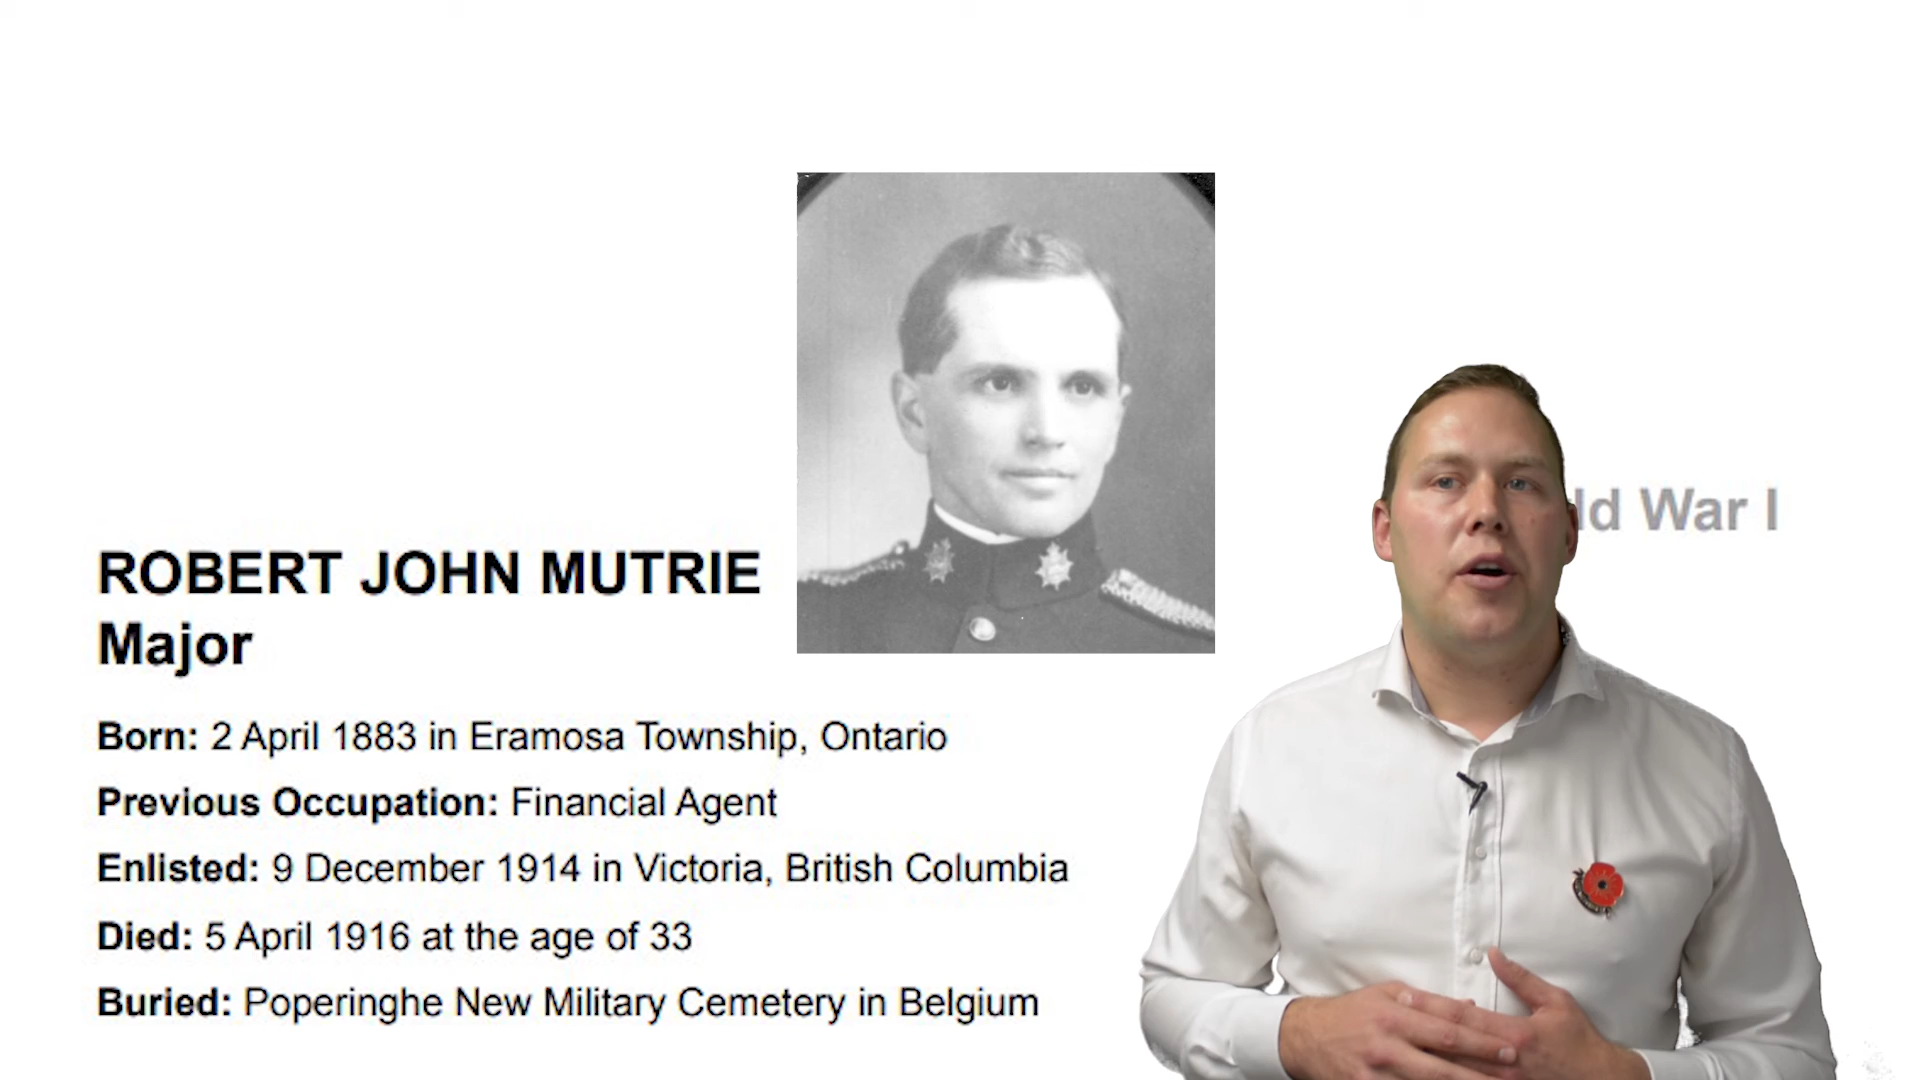 ld War I
ROBERT JOHN MUTRIE
Major
Born: 2 April 1883 in Eramosa Township, Ontario
Previous Occupation: Financial Agent
Enlisted: 9 December 1914 in Victoria, British Columbia
Died: 5 April 1916 at the age of 33
Buried: Poperinghe New Military Cemetery in Belgium